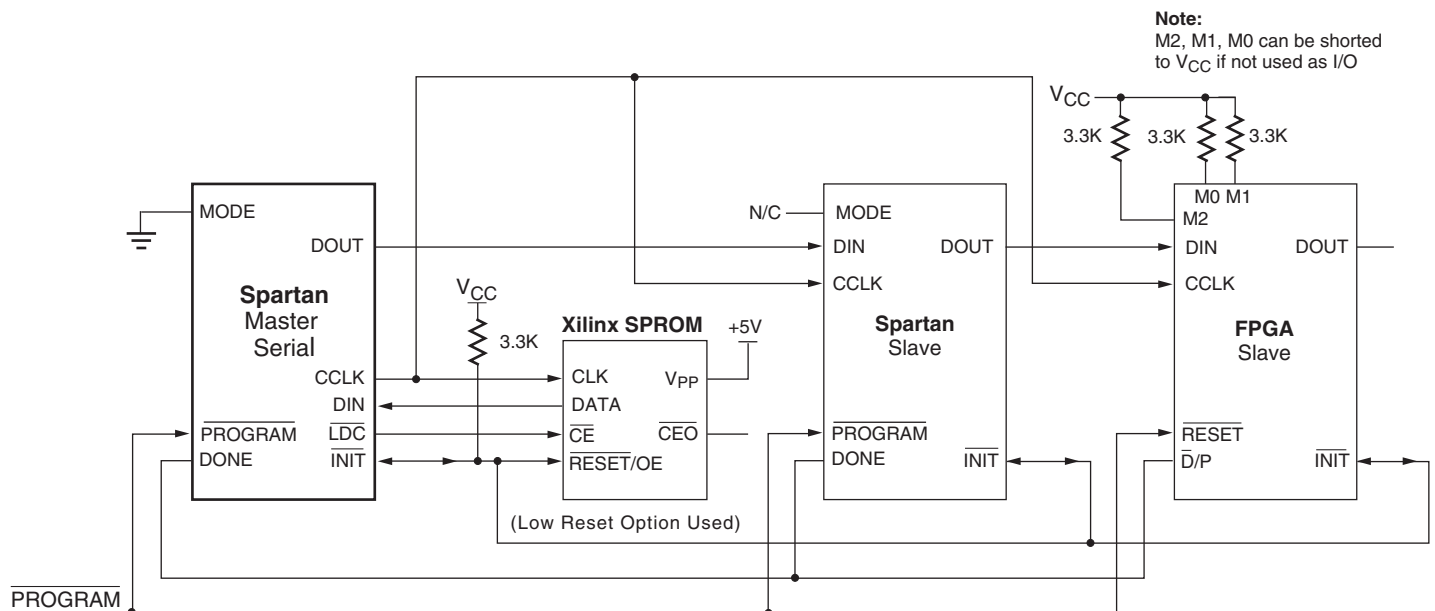 Note:
M2, M1, M0 can be shorted
to VCC if not used as I/O
VCC
3.3K
3.3K
3.3K
MODE
DOUT
Spartan
Master
Serial
CCLK
DIN
PROGRAM
LDC
DONE
INIT
VCC
3.3K
Xilinx SPROM
+5V
CLK
VPP
DATA
CE
CEO
RESET/OE
(Low Reset Option Used)
N/C
MODE
DIN
DOUT
CCLK
Spartan
Slave
PROGRAM
DONE
INIT
M0 M1
M2
DIN
DOUT
CCLK
FPGA
Slave
RESET
D/P
INIT
PROGRAM